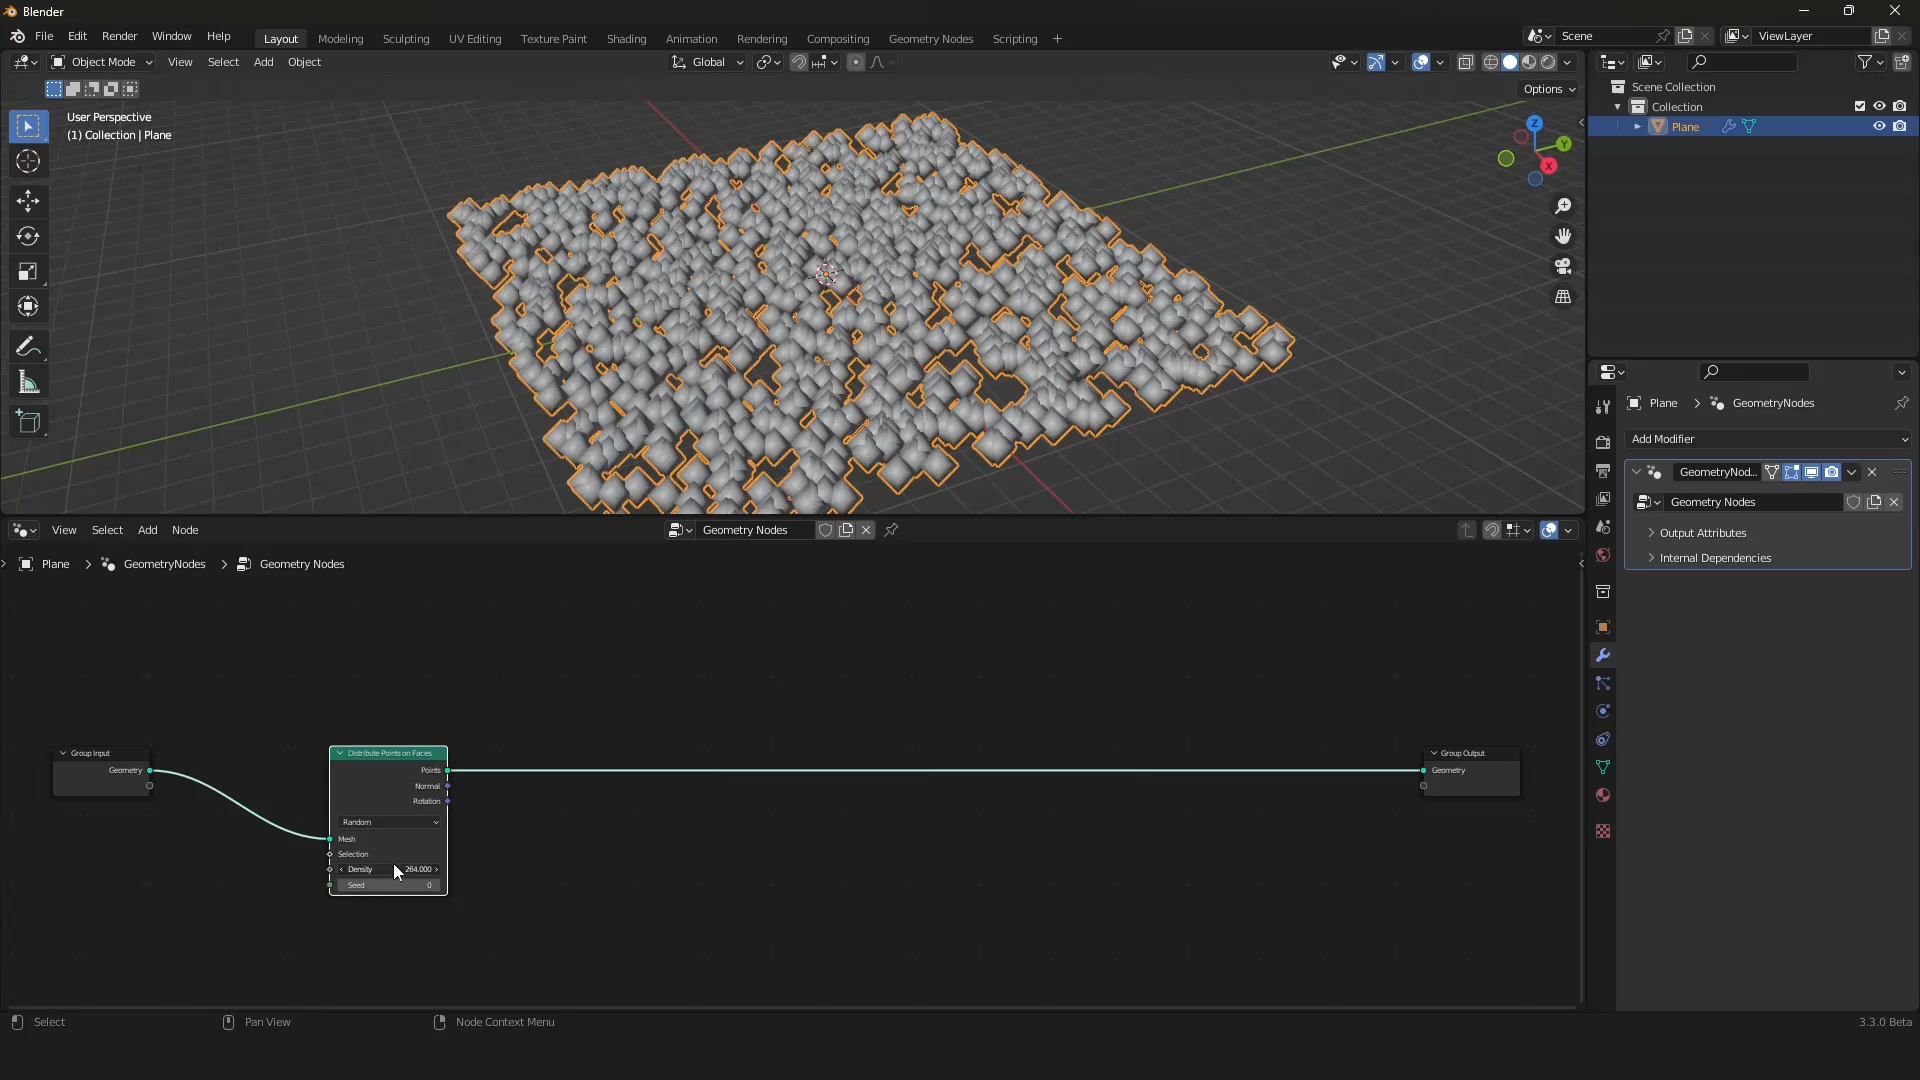 Blender
File Edit Render Window Help Layout Modeling Sculpting UV Editing Texture Paint Shading Animation Rendering Compositing Geometry Nodes Scripting + Scene ViewLayer
Object Mode View Select Add Object Global
Options
User Perspective
(1) Collection | Plane
Z
Y
X
Scene Collection
Collection
Plane
Plane > GeometryNodes
Add Modifier
GeometryNod...
Geometry Nodes
Output Attributes
Internal Dependencies
View Select Add Node Geometry Nodes
Plane > GeometryNodes > Geometry Nodes
Group Input
Geometry
Distribute Points on Faces
Points
Normal
Rotation
Random
Mesh
Selection
Density 264.000
Seed 0
Group Output
Geometry
Select Pan View Node Context Menu 3.3.0 Beta